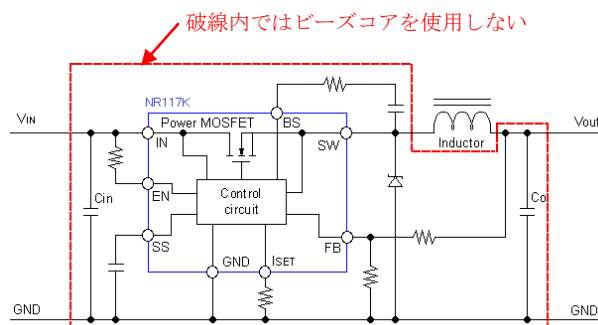 破線内ではビーズコアを使用しない
NR117K
VIN
Power MOSFET
BS
Vout
IN
SW
Inductor
Cin
EN
Control
circuit
Co
SS
FB
GND
ISET
GND
GND